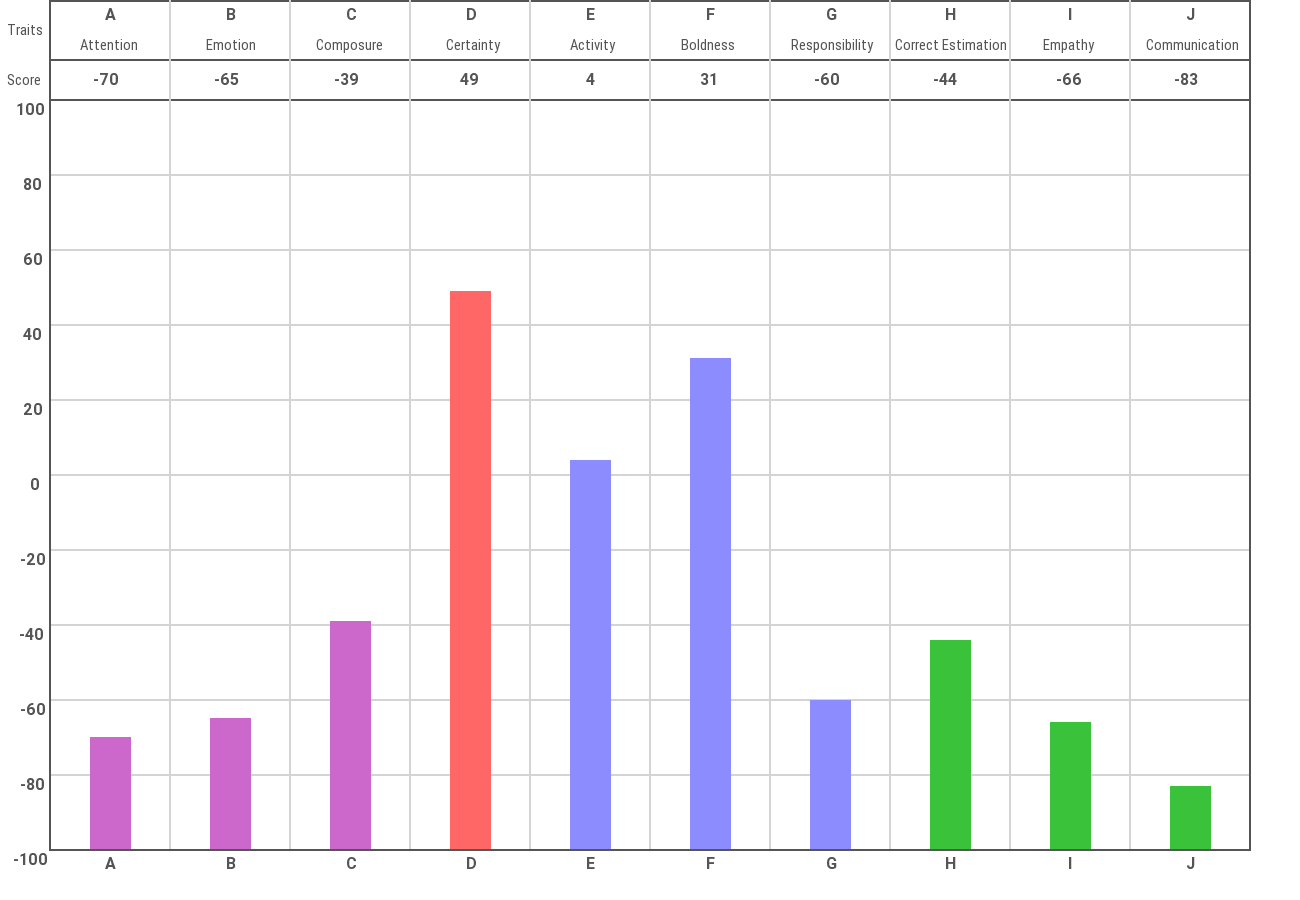 Traits A B C D E F G H I J
Attention Emotion Composure Certainty Activity Boldness Responsibility Correct Estimation Empathy Communication
Score -70 -65 -39 49 4 31 -60 -44 -66 -83
100
80
60
40
20
0
-20
-40
-60
-80
-100
A B C D E F G H I J